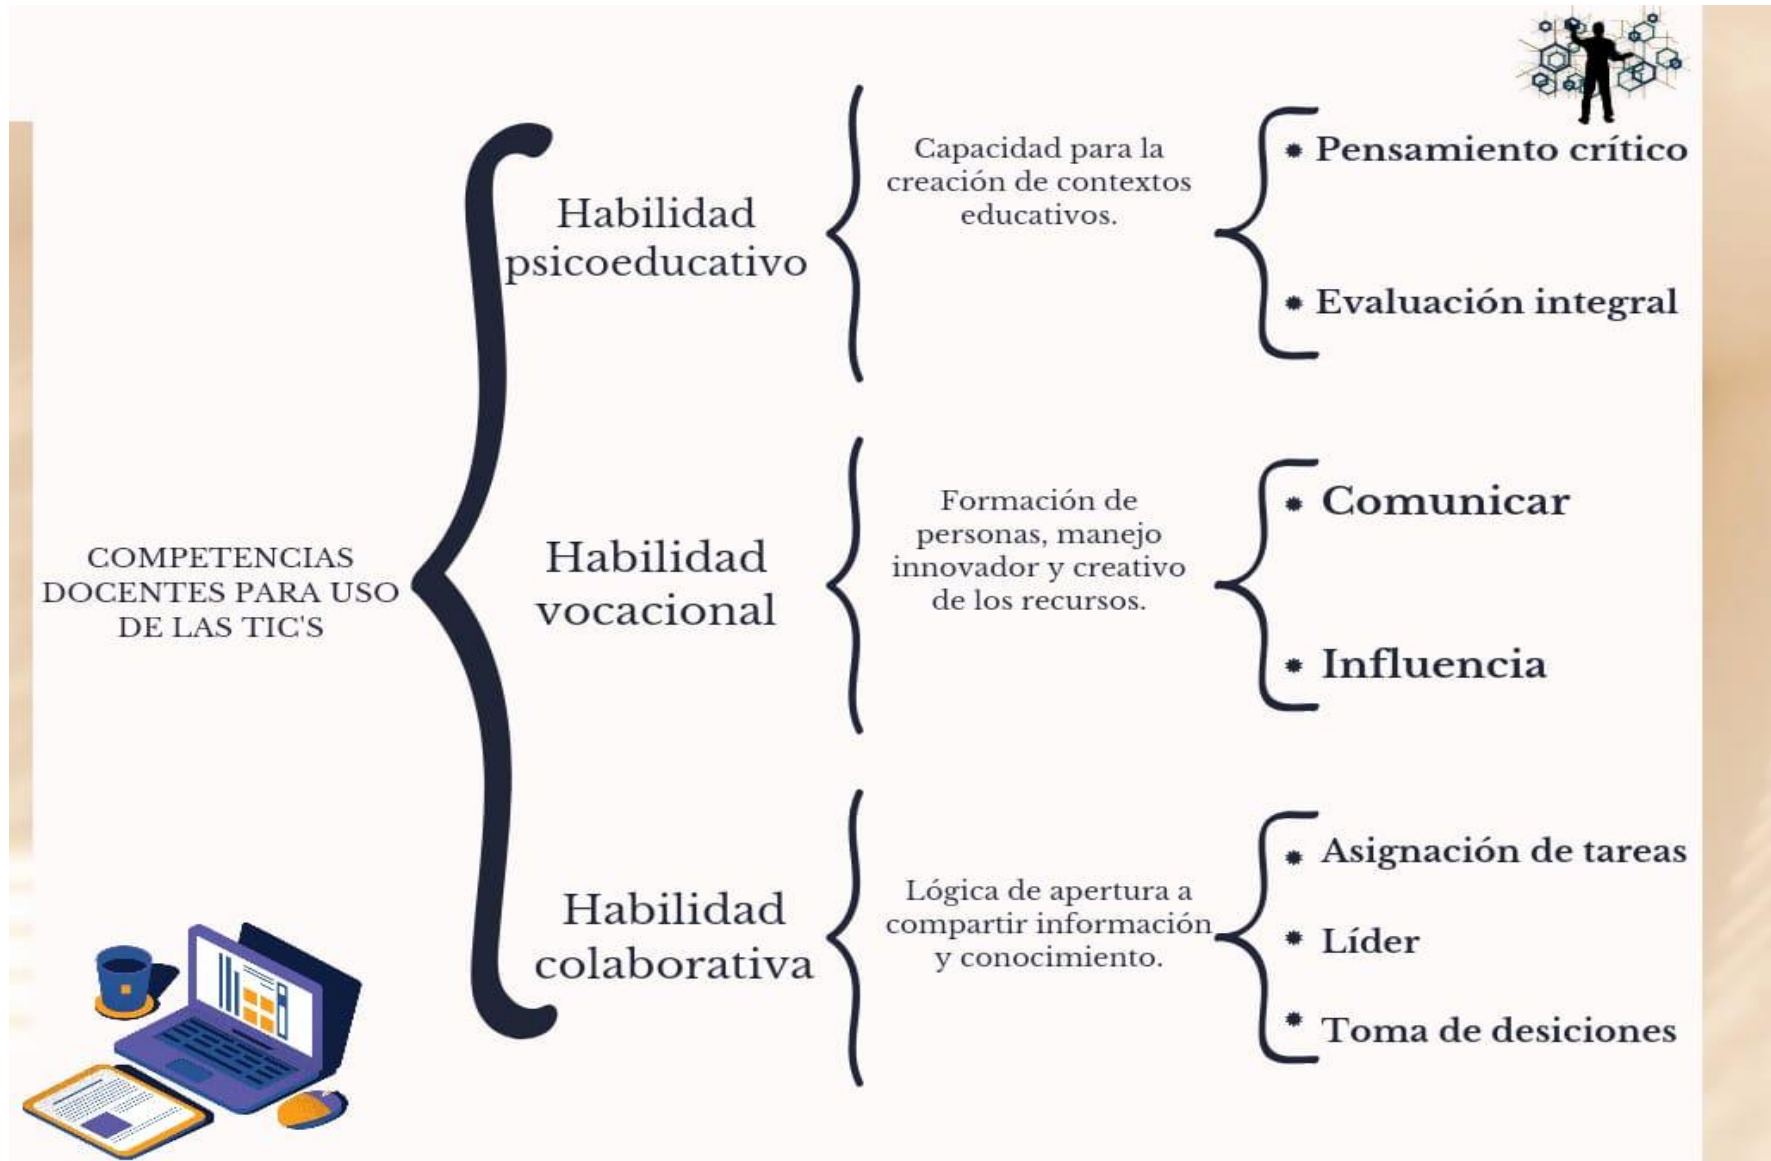 COMPETENCIAS
DOCENTES PARA USO
DE LAS TIC'S
Habilidad
psicoeducativo
Capacidad para la
creación de contextos
educativos.
Pensamiento crítico
Evaluación integral
Habilidad
vocacional
Formación de
personas, manejo
innovador y creativo
de los recursos.
Comunicar
Influencia
Habilidad
colaborativa
Lógica de apertura a
compartir información
y conocimiento.
Asignación de tareas
Líder
Toma de desiciones